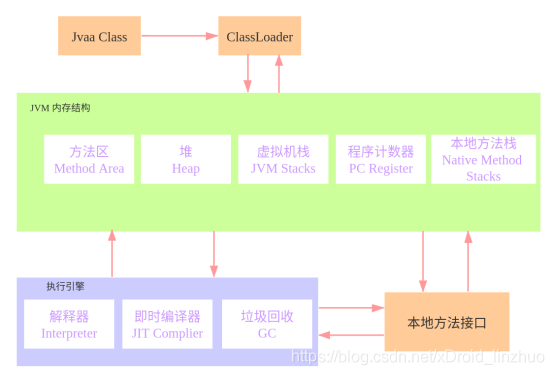 Jvaa Class
ClassLoader
JVM 内存结构
方法区
Method Area
堆
Heap
虚拟机栈
JVM Stacks
程序计数器
PC Register
本地方法栈
Native Method
Stacks
执行引擎
解释器
Interpreter
即时编译器
JIT Complier
垃圾回收
GC
本地方法接口
https://blog.csdn.net/xDroid_linzhuo